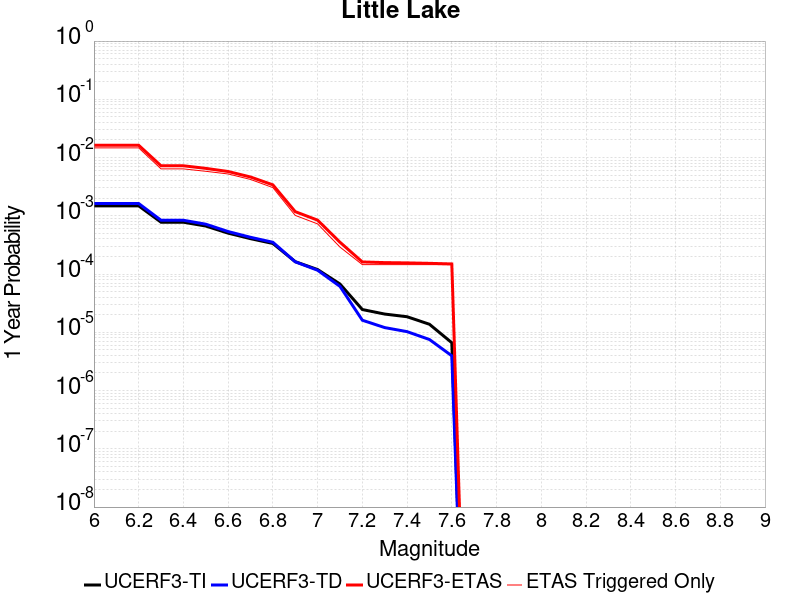 Little Lake
10^0
10^-1
10^-2
10^-3
10^-4
10^-5
10^-6
10^-7
10^-8
1 Year Probability
6 6.2 6.4 6.6 6.8 7 7.2 7.4 7.6 7.8 8 8.2 8.4 8.6 8.8 9
Magnitude
UCERF3-TI UCERF3-TD UCERF3-ETAS ETAS Triggered Only